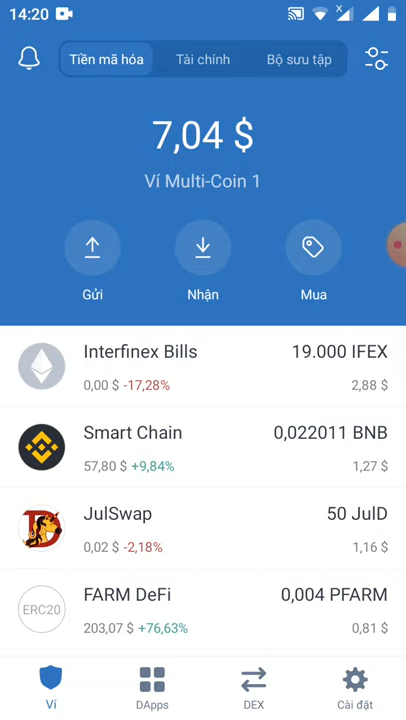 14:20
Tiền mã hóa Tài chính Bộ sưu tập
7,04 $
Ví Multi-Coin 1
Gửi Nhận Mua
Interfinex Bills 19.000 IFEX
0,00 $ -17,28% 2,88 $
Smart Chain 0,022011 BNB
57,80 $ +9,84% 1,27 $
JulSwap 50 JulD
0,02 $ -2,18% 1,16 $
FARM DeFi 0,004 PFARM
ERC20
203,07 $ +76,63% 0,81 $
Ví DApps DEX Cài đặt